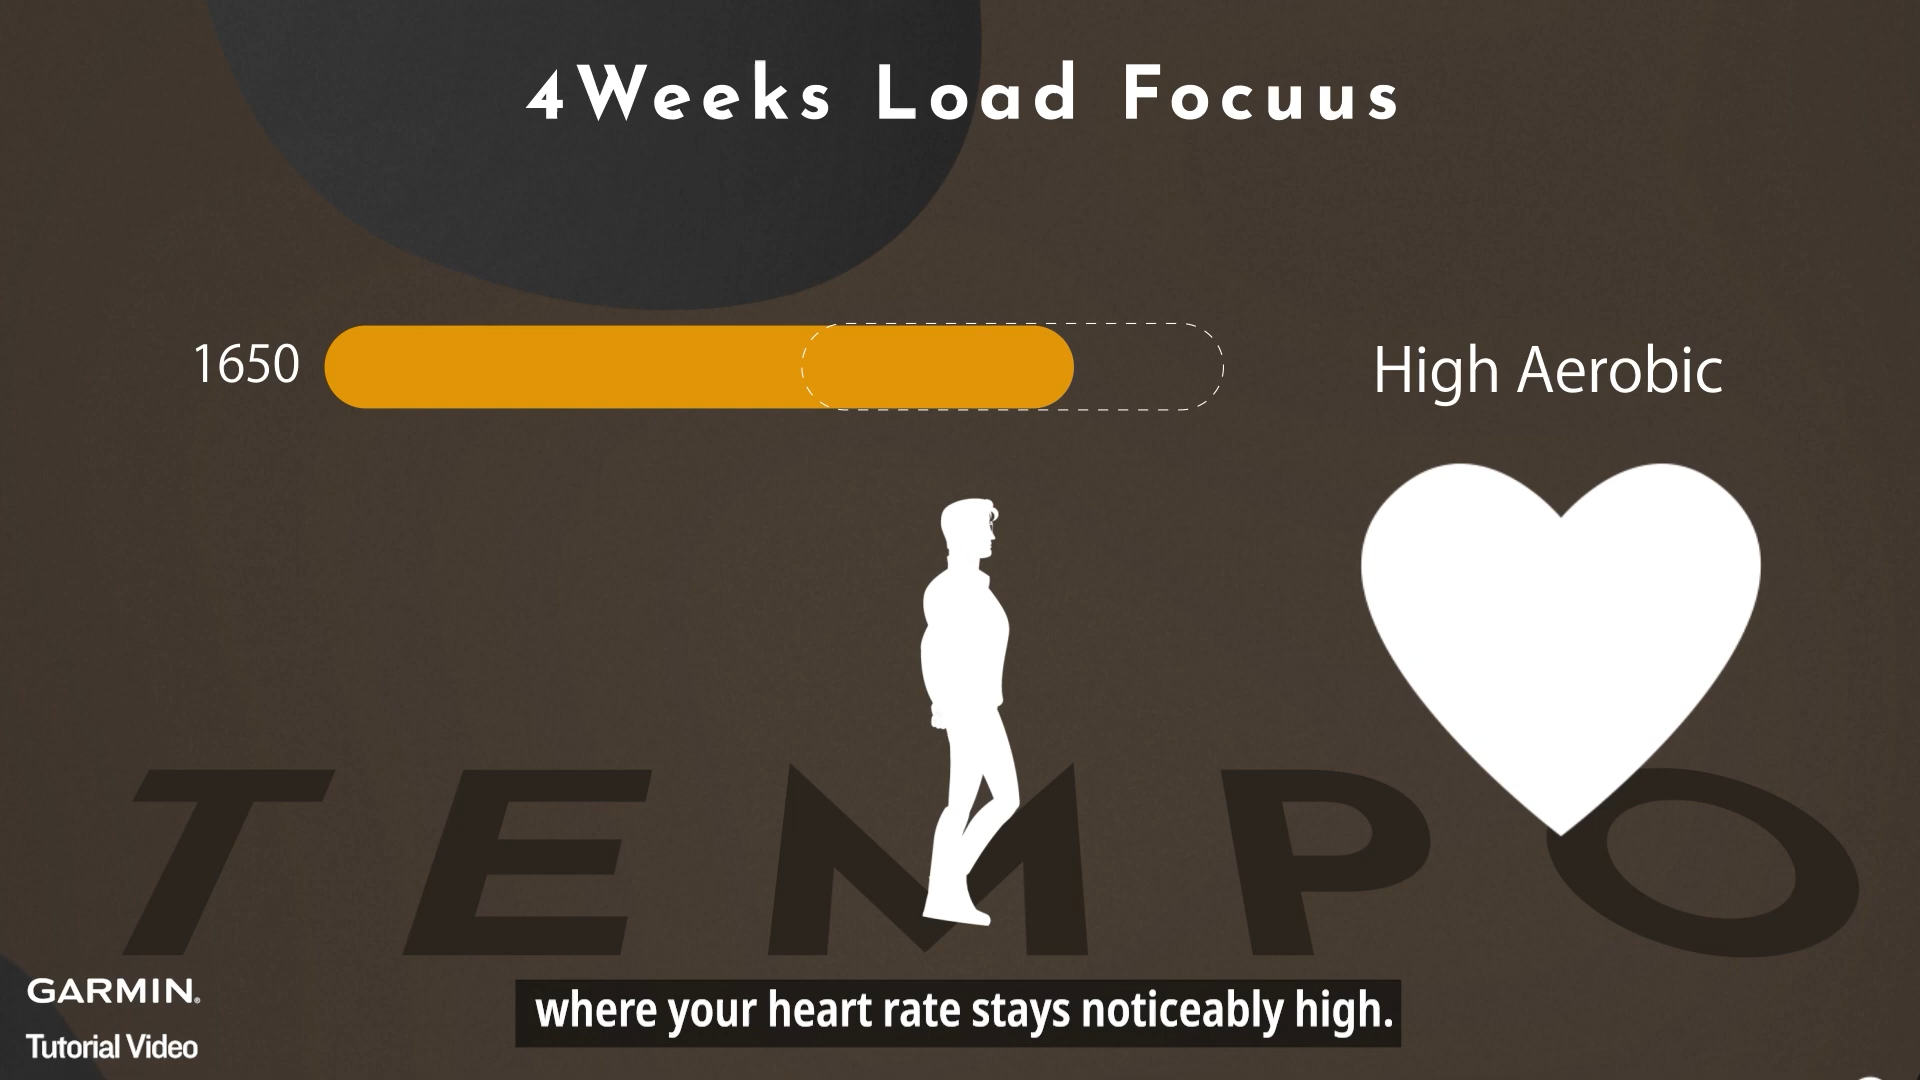 4Weeks Load Focuus
1650
High Aerobic
TEMPO
GARMIN
Tutorial Video
where your heart rate stays noticeably high.